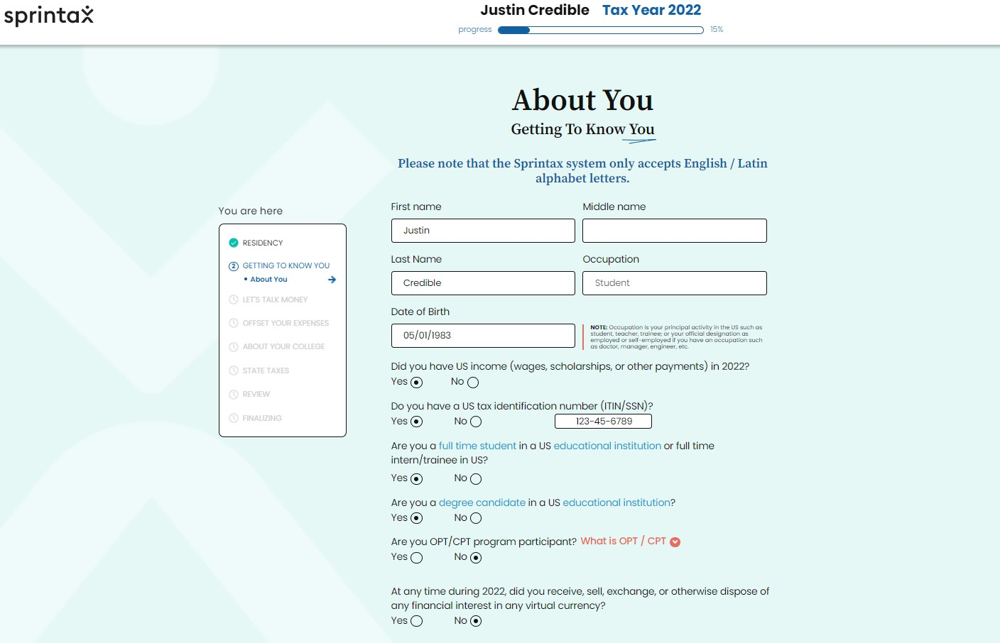 sprintax
Justin Credible Tax Year 2022
progress 15%
About You
Getting To Know You
Please note that the Sprintax system only accepts English / Latin
alphabet letters.
You are here
RESIDENCY
2 GETTING TO KNOW YOU
• About You
LET'S TALK MONEY
OFFSET YOUR EXPENSES
ABOUT YOUR COLLEGE
STATE TAXES
REVIEW
FINALIZING
First name Middle name
Justin
Last Name Occupation
Credible Student
Date of Birth
05/01/1983
NOTE: Occupation is your principal activity in the US such as
student, teacher, trainee; or your official designation as
employed or self-employed if you have an occupation such
as doctor, manager, engineer, etc.
Did you have US income (wages, scholarships, or other payments) in 2022?
Yes No
Do you have a US tax identification number (ITIN/SSN)?
Yes No 123-45-6789
Are you a full time student in a US educational institution or full time
intern/trainee in US?
Yes No
Are you a degree candidate in a US educational institution?
Yes No
Are you OPT/CPT program participant? What is OPT / CPT
Yes No
At any time during 2022, did you receive, sell, exchange, or otherwise dispose of
any financial interest in any virtual currency?
Yes No